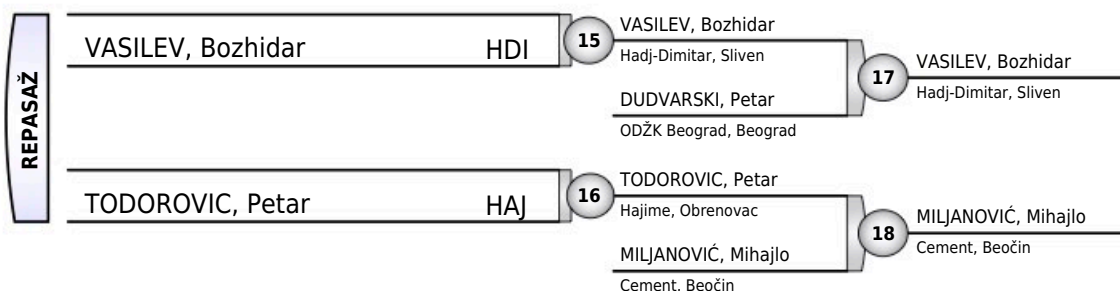 REPASAŽ
VASILEV, Bozhidar HDI
15
VASILEV, Bozhidar
Hadj-Dimitar, Sliven
DUDVARSKI, Petar
ODŽK Beograd, Beograd
17
VASILEV, Bozhidar
Hadj-Dimitar, Sliven
TODOROVIC, Petar HAJ
16
TODOROVIC, Petar
Hajime, Obrenovac
MILJANOVIĆ, Mihajlo
Cement, Beočin
18
MILJANOVIĆ, Mihajlo
Cement, Beočin